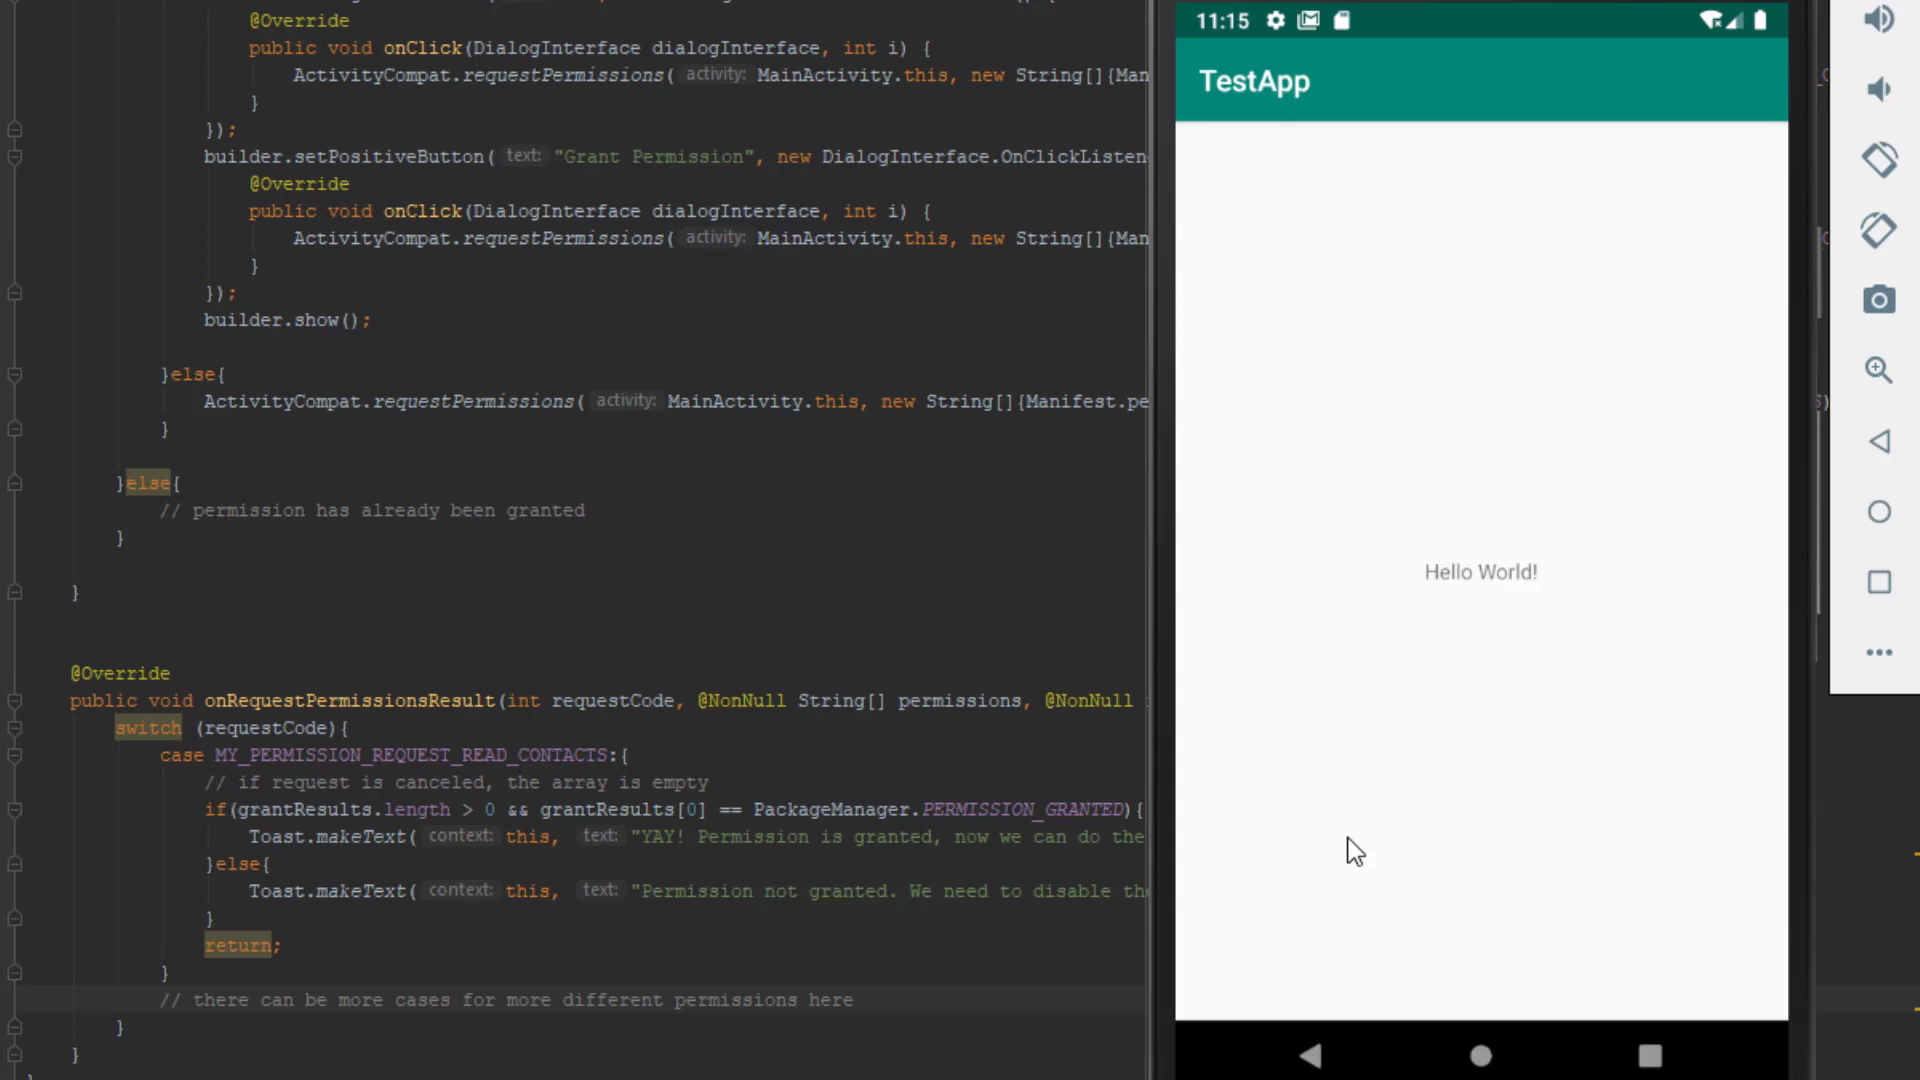 @Override
public void onClick(DialogInterface dialogInterface, int i) {
ActivityCompat.requestPermissions( activity: MainActivity.this, new String[]{Man
}
});
builder.setPositiveButton( text: "Grant Permission", new DialogInterface.OnClickListen
@Override
public void onClick(DialogInterface dialogInterface, int i) {
ActivityCompat.requestPermissions( activity: MainActivity.this, new String[]{Man
}
});
builder.show();
}else{
ActivityCompat.requestPermissions( activity: MainActivity.this, new String[]{Manifest.pe
}
}else{
// permission has already been granted
}
}
@Override
public void onRequestPermissionsResult(int requestCode, @NonNull String[] permissions, @NonNull
switch (requestCode){
case MY_PERMISSION_REQUEST_READ_CONTACTS:{
// if request is canceled, the array is empty
if(grantResults.length > 0 && grantResults[0] == PackageManager.PERMISSION_GRANTED){
Toast.makeText( context: this, text: "YAY! Permission is granted, now we can do the
}else{
Toast.makeText( context: this, text: "Permission not granted. We need to disable th
}
return;
}
// there can be more cases for more different permissions here
}
}
11:15
TestApp
Hello World!